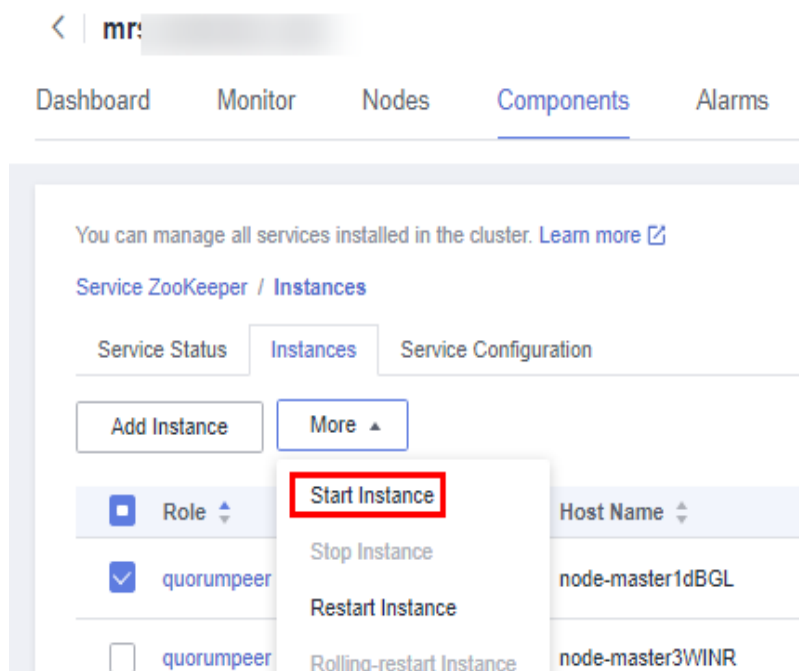 mrs
Dashboard Monitor Nodes Components Alarms
You can manage all services installed in the cluster. Learn more
Service ZooKeeper / Instances
Service Status Instances Service Configuration
Add Instance More
Role Host Name
Start Instance
Stop Instance
quorumpeer node-master1dBGL
Restart Instance
quorumpeer node-master3WINR
Rolling-restart Instance